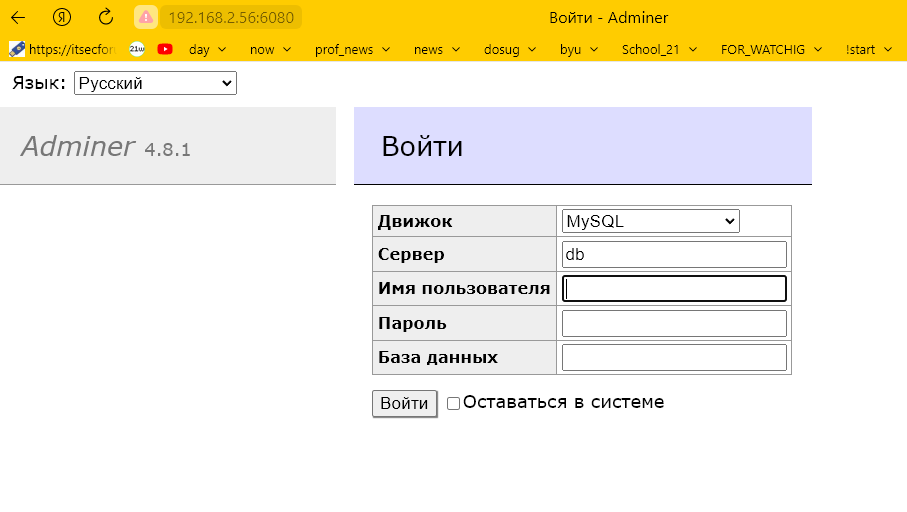 Я 192.168.2.56:6080 Войти - Adminer
https://itsecfor 21w day now prof_news news dosug byu School_21 FOR_WATCHIG !start
Язык: Русский
Adminer 4.8.1
Войти
Движок MySQL
Сервер db
Имя пользователя
Пароль
База данных
Войти Оставаться в системе